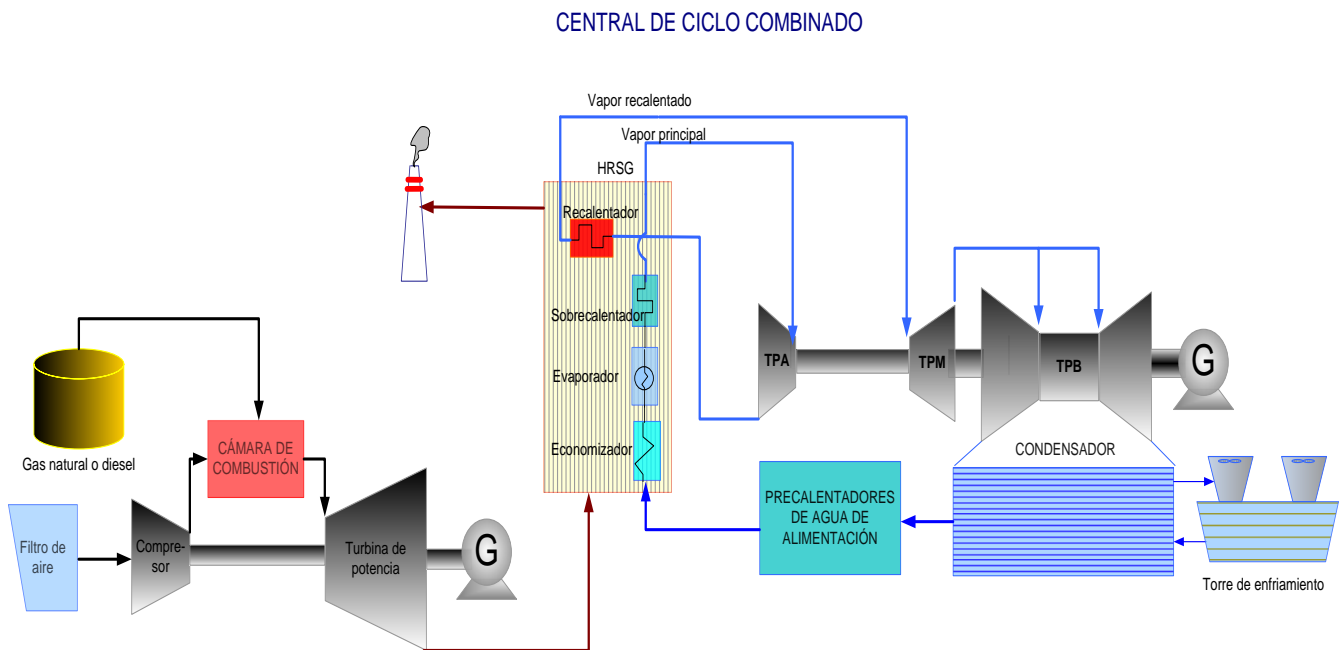 CENTRAL DE CICLO COMBINADO
Vapor recalentado
Vapor principal
HRSG
Recalentador
Sobrecalentador
Evaporador
Economizador
TPA
TPM
TPB
G
CONDENSADOR
Gas natural o diesel
CÁMARA DE
COMBUSTIÓN
PRECALENTADORES
DE AGUA DE
ALIMENTACIÓN
Filtro de
aire
Compre-
sor
Turbina de
potencia
G
Torre de enfriamiento